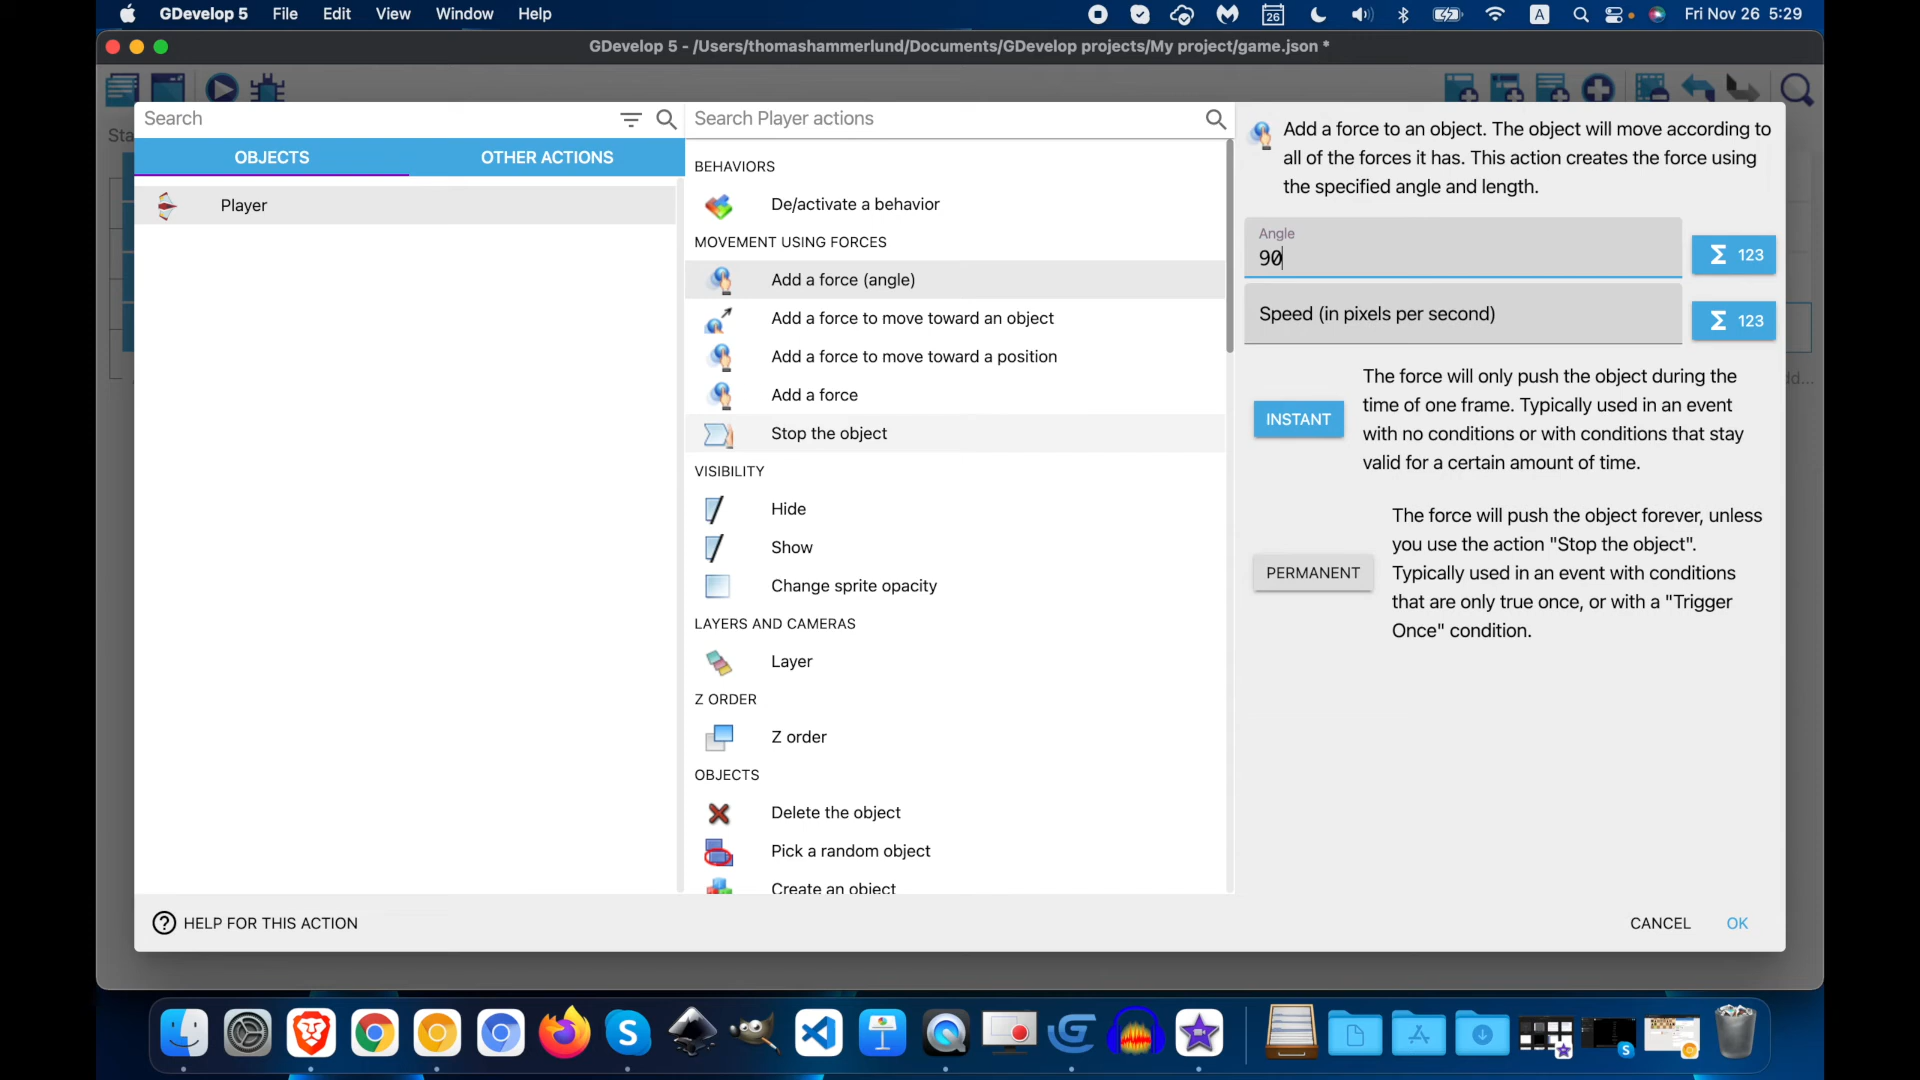 GDevelop 5 File Edit View Window Help
26
A
Fri Nov 26 5:29
GDevelop 5 - /Users/thomashammerlund/Documents/GDevelop projects/My project/game.json *
Sta
Search
OBJECTS
OTHER ACTIONS
Player
Search Player actions
BEHAVIORS
De/activate a behavior
MOVEMENT USING FORCES
Add a force (angle)
Add a force to move toward an object
Add a force to move toward a position
Add a force
Stop the object
VISIBILITY
Hide
Show
Change sprite opacity
LAYERS AND CAMERAS
Layer
Z ORDER
Z order
OBJECTS
Delete the object
Pick a random object
Create an object
Add a force to an object. The object will move according to
all of the forces it has. This action creates the force using
the specified angle and length.
Angle
90
Σ 123
Speed (in pixels per second)
Σ 123
INSTANT
The force will only push the object during the
time of one frame. Typically used in an event
with no conditions or with conditions that stay
valid for a certain amount of time.
PERMANENT
The force will push the object forever, unless
you use the action "Stop the object".
Typically used in an event with conditions
that are only true once, or with a "Trigger
Once" condition.
dd...
? HELP FOR THIS ACTION
CANCEL
OK